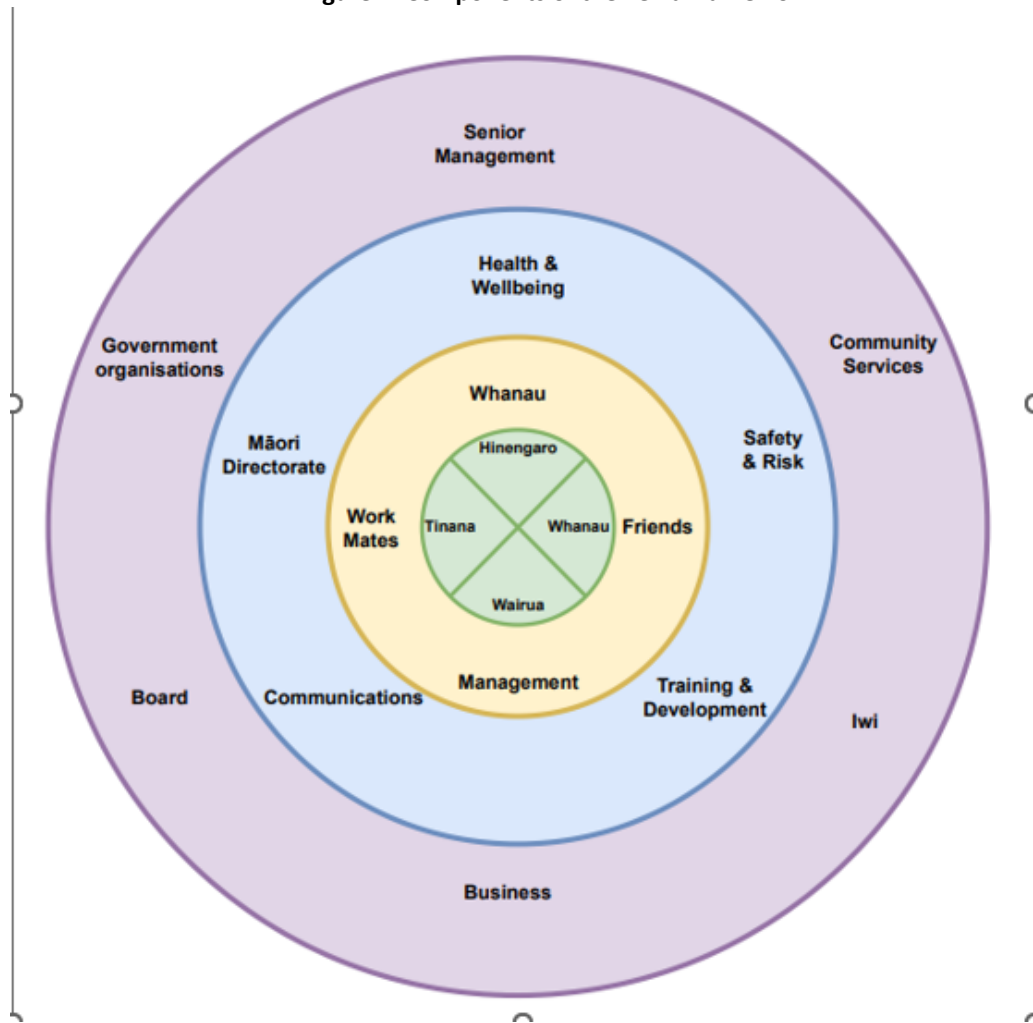 Senior
Management
Health &
Wellbeing
Government
organisations
Community
Services
Whanau
Māori
Directorate
Safety
& Risk
Hinengaro
Work
Mates
Tinana
Whanau
Friends
Wairua
Management
Communications
Training &
Development
Board
Iwi
Business